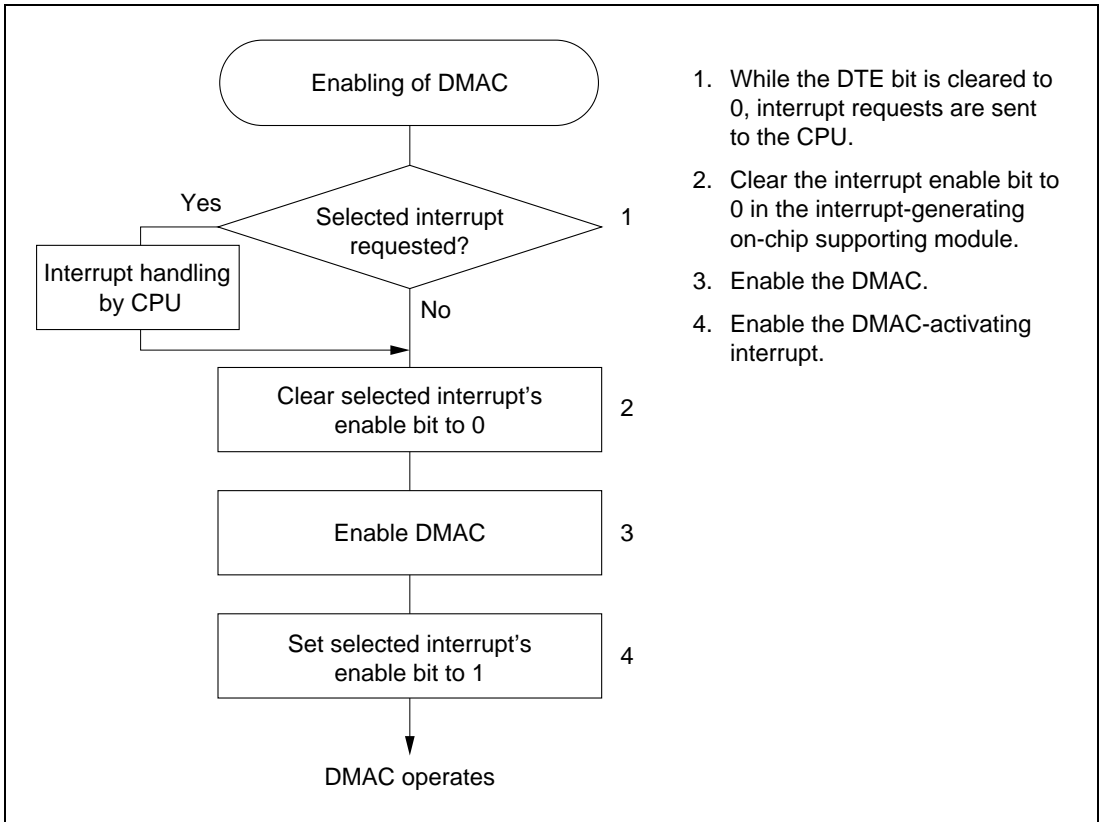 Enabling of DMAC
Yes
Selected interrupt
requested?
1
Interrupt handling
by CPU
No
Clear selected interrupt's
enable bit to 0
2
Enable DMAC
3
Set selected interrupt's
enable bit to 1
4
DMAC operates
1. While the DTE bit is cleared to
0, interrupt requests are sent
to the CPU.
2. Clear the interrupt enable bit to
0 in the interrupt-generating
on-chip supporting module.
3. Enable the DMAC.
4. Enable the DMAC-activating
interrupt.